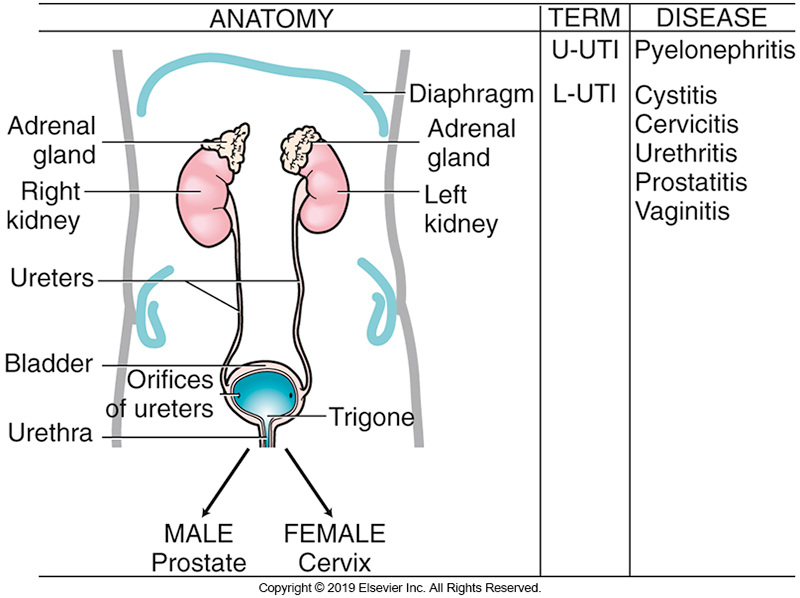 ANATOMY TERM DISEASE
U-UTI Pyelonephritis
Diaphragm L-UTI Cystitis
Cervicitis
Urethritis
Prostatitis
Vaginitis
Adrenal
gland
Adrenal
gland
Right
kidney
Left
kidney
Ureters
Bladder
Orifices
of ureters
Trigone
Urethra
MALE
Prostate
FEMALE
Cervix
Copyright © 2019 Elsevier Inc. All Rights Reserved.